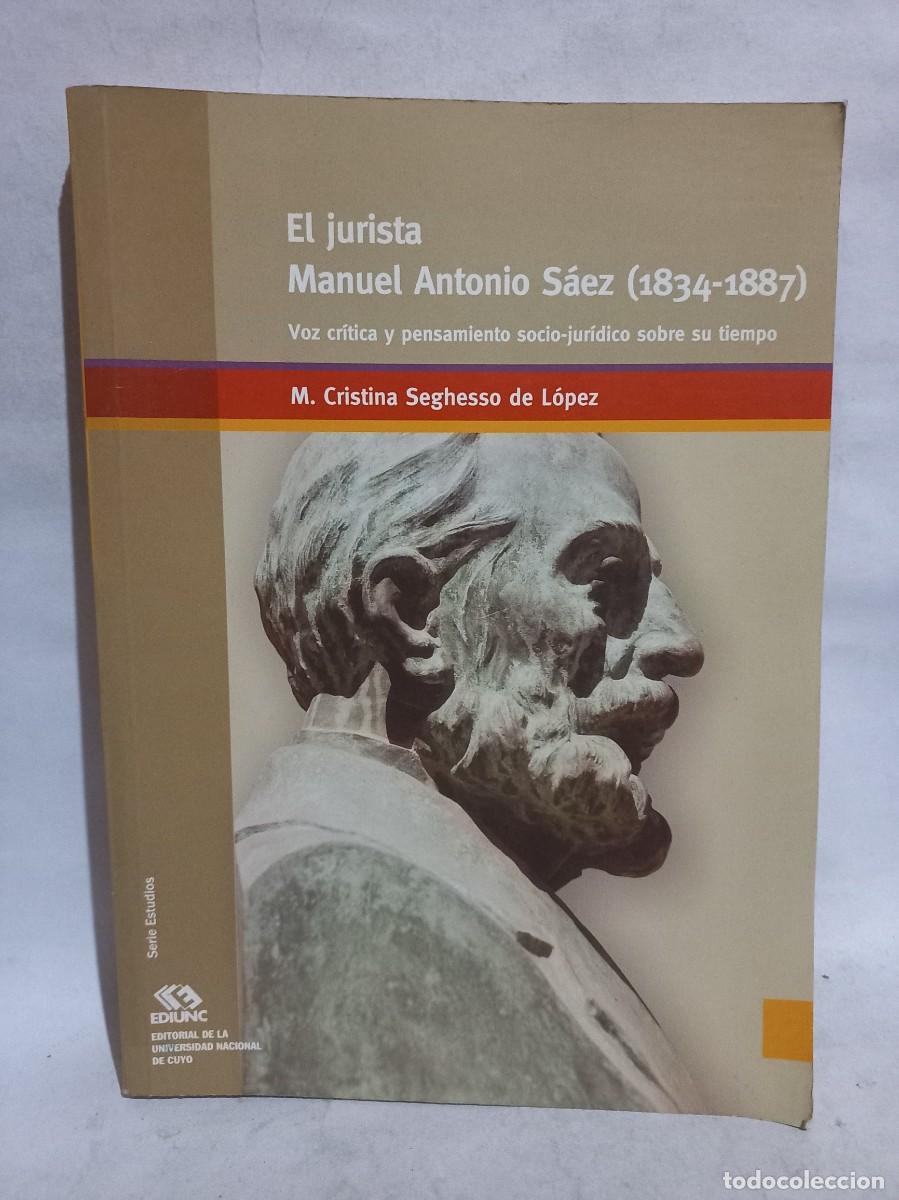 El jurista
Manuel Antonio Sáez (1834-1887)
Voz crítica y pensamiento socio-jurídico sobre su tiempo
M. Cristina Seghesso de López
Serie Estudios
EDIUNC
EDITORIAL DE LA
UNIVERSIDAD NACIONAL
DE CUYO
todocoleccion